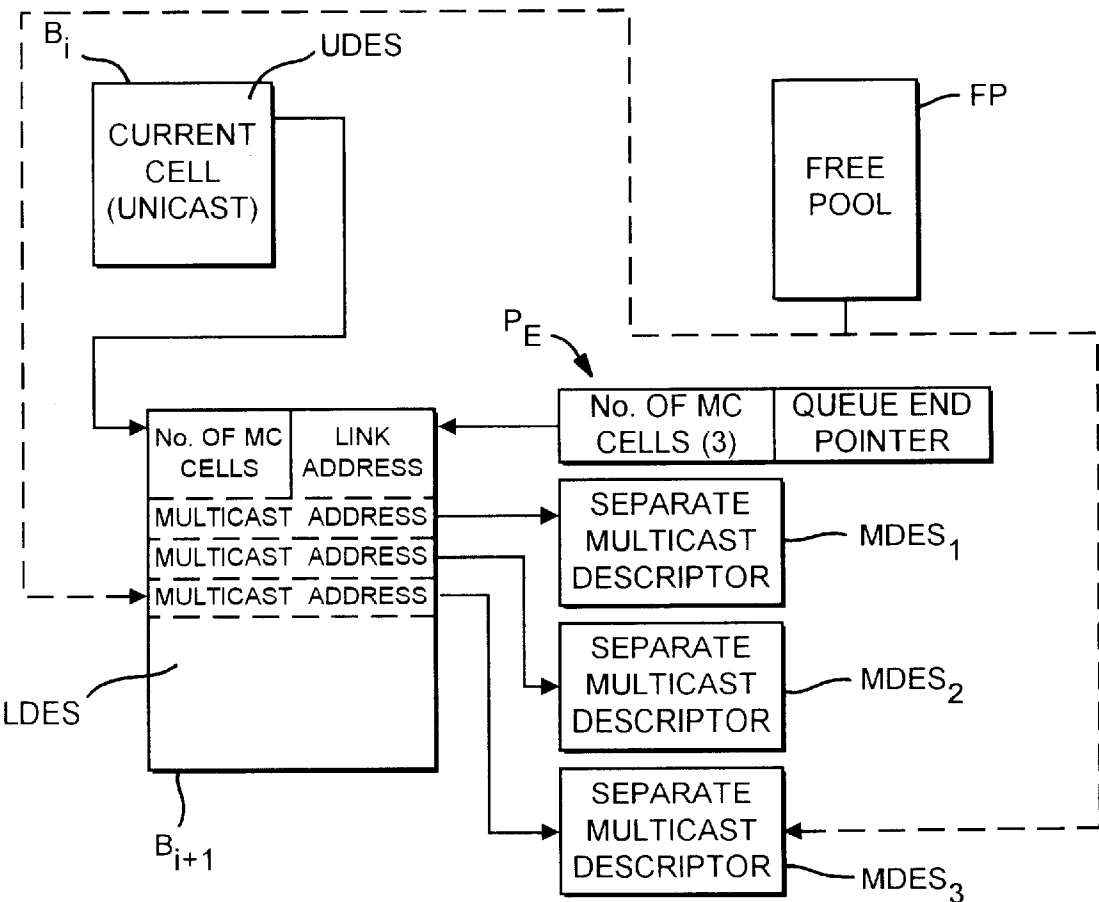 B_i
UDES
CURRENT
CELL
(UNICAST)
FP
FREE
POOL
P_E
No. OF MC
CELLS (3)
QUEUE END
POINTER
No. OF MC
CELLS
LINK
ADDRESS
MULTICAST ADDRESS
MULTICAST ADDRESS
MULTICAST ADDRESS
SEPARATE
MULTICAST
DESCRIPTOR
MDES_1
SEPARATE
MULTICAST
DESCRIPTOR
MDES_2
LDES
SEPARATE
MULTICAST
DESCRIPTOR
MDES_3
B_{i+1}